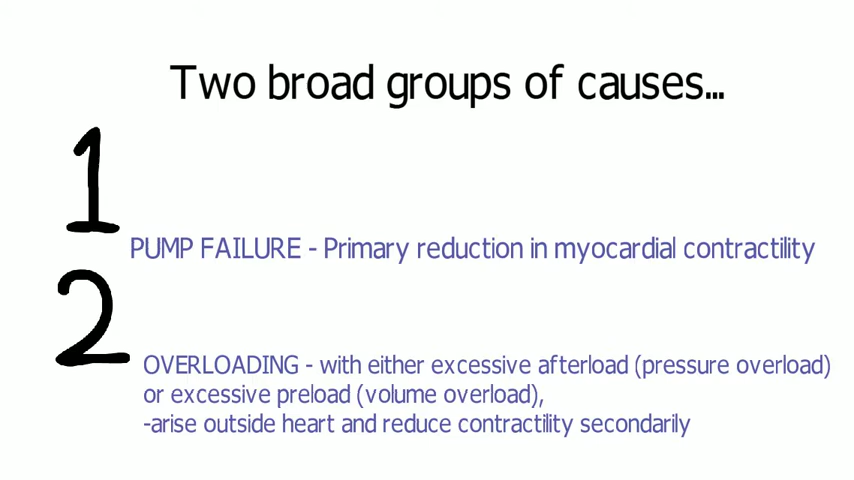 Two broad groups of causes...
1
PUMP FAILURE - Primary reduction in myocardial contractility
2
OVERLOADING - with either excessive afterload (pressure overload)
or excessive preload (volume overload),
-arise outside heart and reduce contractility secondarily